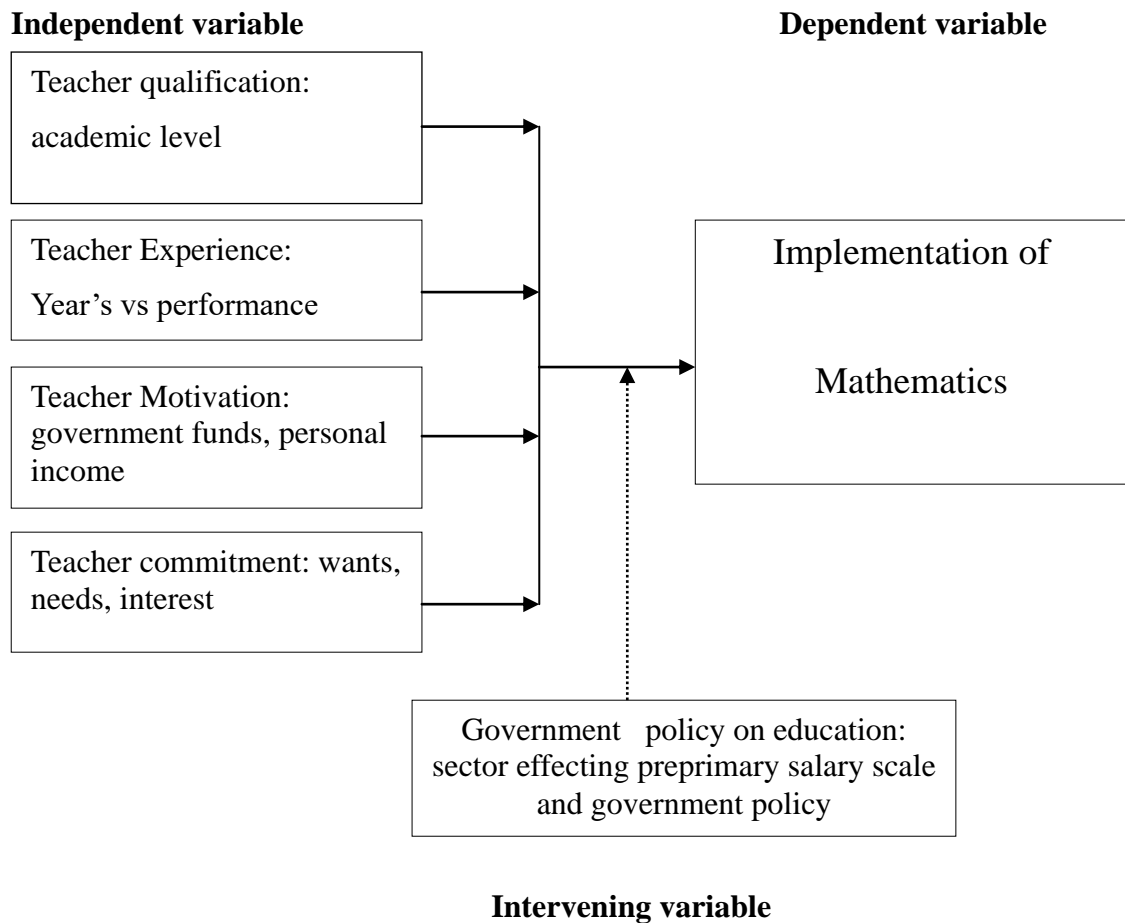 Independent variable
Dependent variable
Teacher qualification:
academic level
Teacher Experience:
Year’s vs performance
Teacher Motivation:
government funds, personal
income
Teacher commitment: wants,
needs, interest
Implementation of
Mathematics
Government policy on education:
sector effecting preprimary salary scale
and government policy
Intervening variable